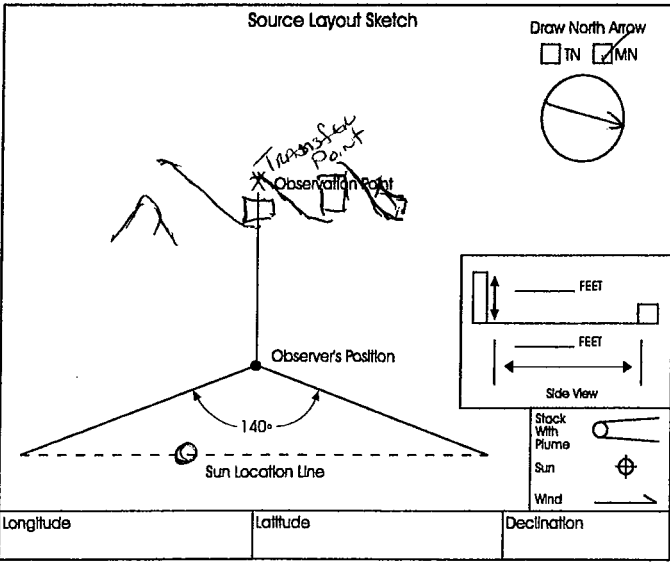 Source Layout Sketch
Draw North Arrow
TN MN
Transfer
Point
Observation Point
FEET
FEET
Side View
Observer's Position
140°
Sun Location Line
Stack
With
Plume
Sun
Wind
Longitude Latitude Declination